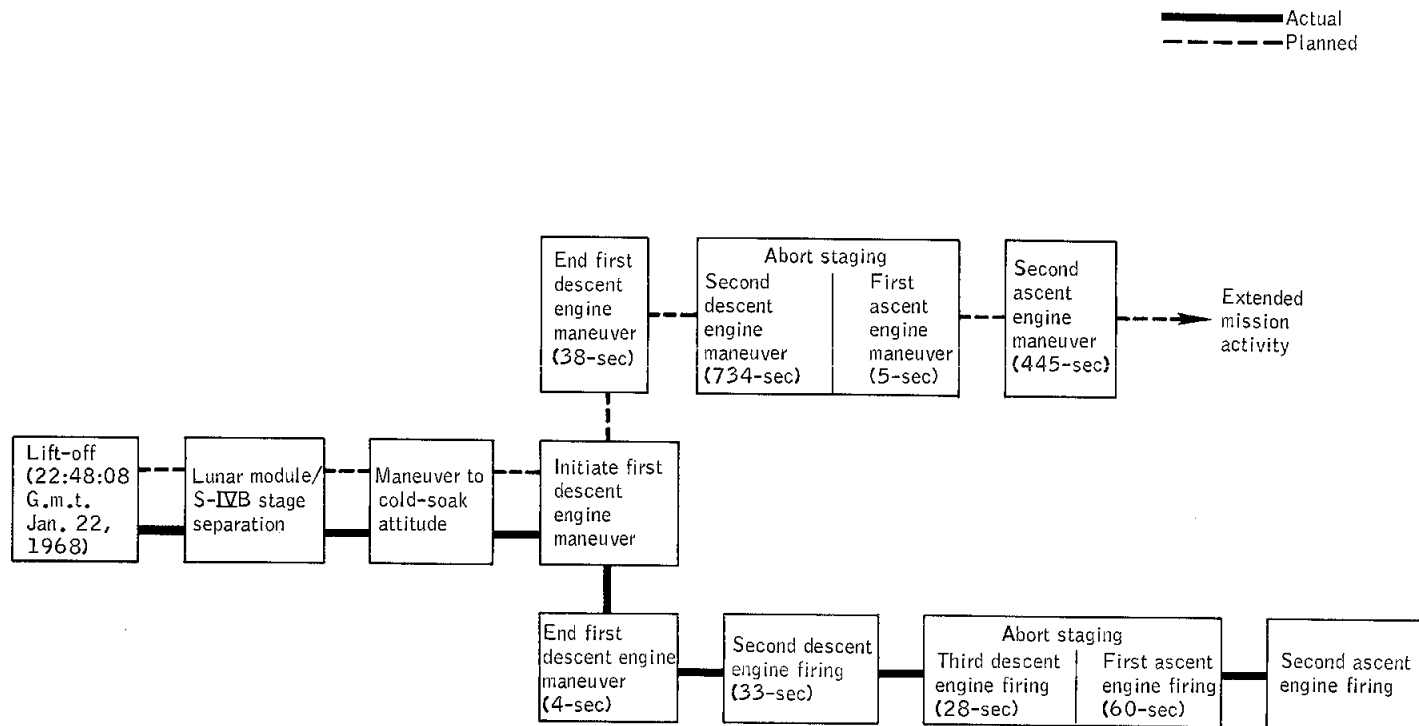 Actual
Planned
End first
descent
engine
maneuver
(38-sec)
Abort staging
Second
descent
engine
maneuver
(734-sec)
First
ascent
engine
maneuver
(5-sec)
Second
ascent
engine
maneuver
(445-sec)
Extended
mission
activity
Lift-off
(22:48:08
G.m.t.
Jan. 22,
1968)
Lunar module/
S-IVB stage
separation
Maneuver to
cold-soak
attitude
Initiate first
descent
engine
maneuver
End first
descent engine
maneuver
(4-sec)
Second descent
engine firing
(33-sec)
Abort staging
Third descent
engine firing
(28-sec)
First ascent
engine firing
(60-sec)
Second ascent
engine firing